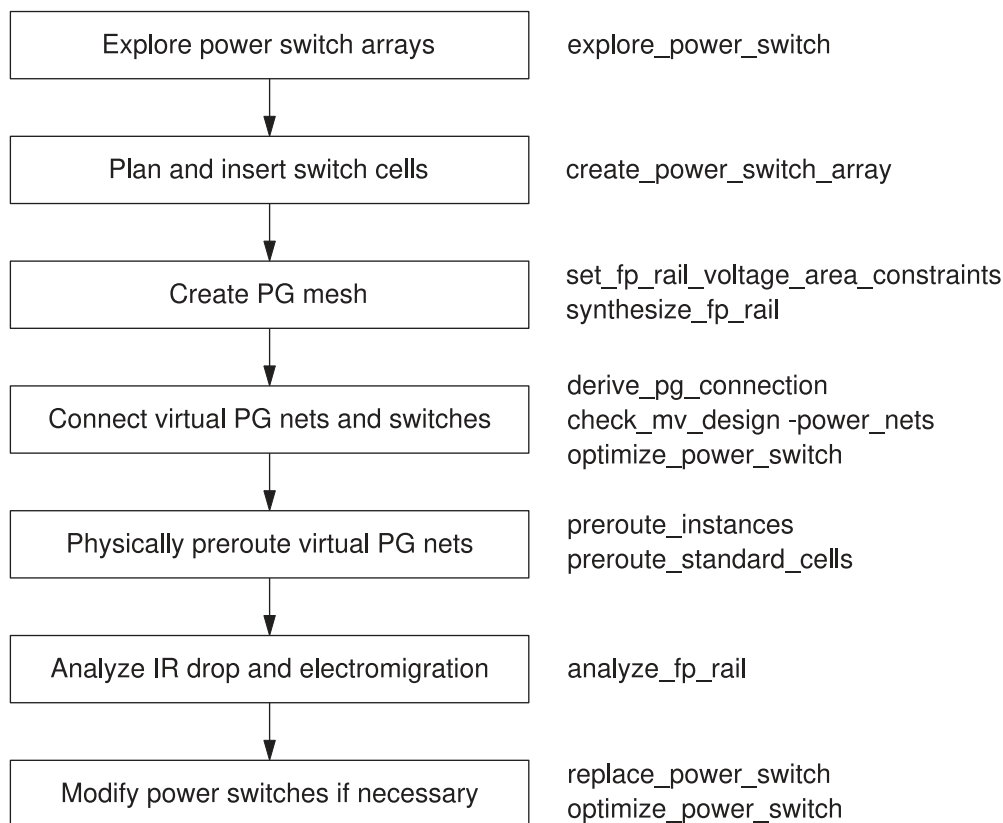 Explore power switch arrays
explore_power_switch
Plan and insert switch cells
create_power_switch_array
Create PG mesh
set_fp_rail_voltage_area_constraints
synthesize_fp_rail
Connect virtual PG nets and switches
derive_pg_connection
check_mv_design -power_nets
optimize_power_switch
Physically preroute virtual PG nets
preroute_instances
preroute_standard_cells
Analyze IR drop and electromigration
analyze_fp_rail
Modify power switches if necessary
replace_power_switch
optimize_power_switch